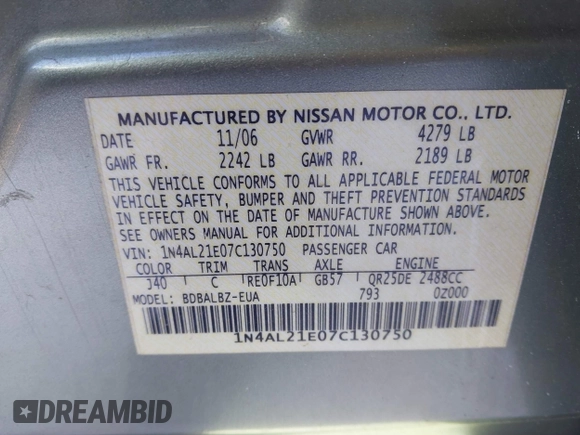 MANUFACTURED BY NISSAN MOTOR CO., LTD.
DATE 11/06 GVWR 4279 LB
GAWR FR. 2242 LB GAWR RR. 2189 LB
THIS VEHICLE CONFORMS TO ALL APPLICABLE FEDERAL MOTOR
VEHICLE SAFETY, BUMPER AND THEFT PREVENTION STANDARDS
IN EFFECT ON THE DATE OF MANUFACTURE SHOWN ABOVE.
SEE OWNERS MANUAL FOR ADDITIONAL INFORMATION.
VIN: 1N4AL21E07C130750 PASSENGER CAR
COLOR TRIM TRANS AXLE ENGINE
J40 C RE0F10A GB57 QR25DE 2488CC
MODEL: BDBALBZ-EUA 793 0Z000
1N4AL21E07C130750
DREAMBID